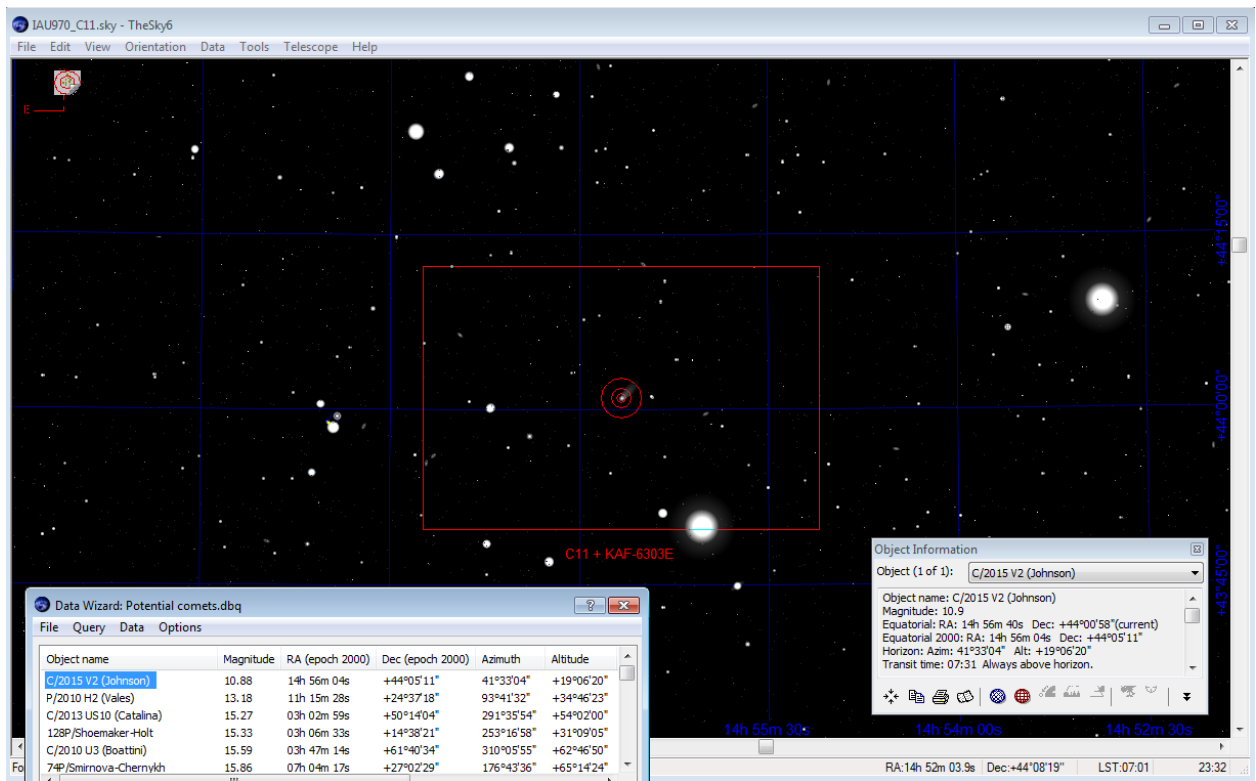 IAU970_C11.sky - TheSky6
File Edit View Orientation Data Tools Telescope Help
E
+44°15'00"
+44°00'00"
+43°45'00"
C11 + KAF-6303E
14h 55m 30s
14h 54m 00s
14h 52m 30s
Object Information
Object (1 of 1): C/2015 V2 (Johnson)
Object name: C/2015 V2 (Johnson)
Magnitude: 10.9
Equatorial: RA: 14h 56m 40s Dec: +44°00'58"(current)
Equatorial 2000: RA: 14h 56m 04s Dec: +44°05'11"
Horizon: Azim: 41°33'04" Alt: +19°06'20"
Transit time: 07:31 Always above horizon.
Data Wizard: Potential comets.dbq
File Query Data Options
Object name Magnitude RA (epoch 2000) Dec (epoch 2000) Azimuth Altitude
C/2015 V2 (Johnson) 10.88 14h 56m 04s +44°05'11" 41°33'04" +19°06'20"
P/2010 H2 (Vales) 13.18 11h 15m 28s +24°37'18" 93°41'32" +34°46'23"
C/2013 US10 (Catalina) 15.27 03h 02m 59s +50°14'04" 291°35'54" +54°02'00"
128P/Shoemaker-Holt 15.33 03h 06m 33s +14°38'21" 253°16'58" +31°09'05"
C/2010 U3 (Boattini) 15.59 03h 47m 14s +61°40'34" 310°05'55" +62°46'50"
74P/Smirnova-Chernykh 15.86 07h 04m 17s +27°02'29" 176°43'36" +65°14'24"
Fo
RA:14h 52m 03.9s Dec:+44°08'19" LST:07:01 23:32